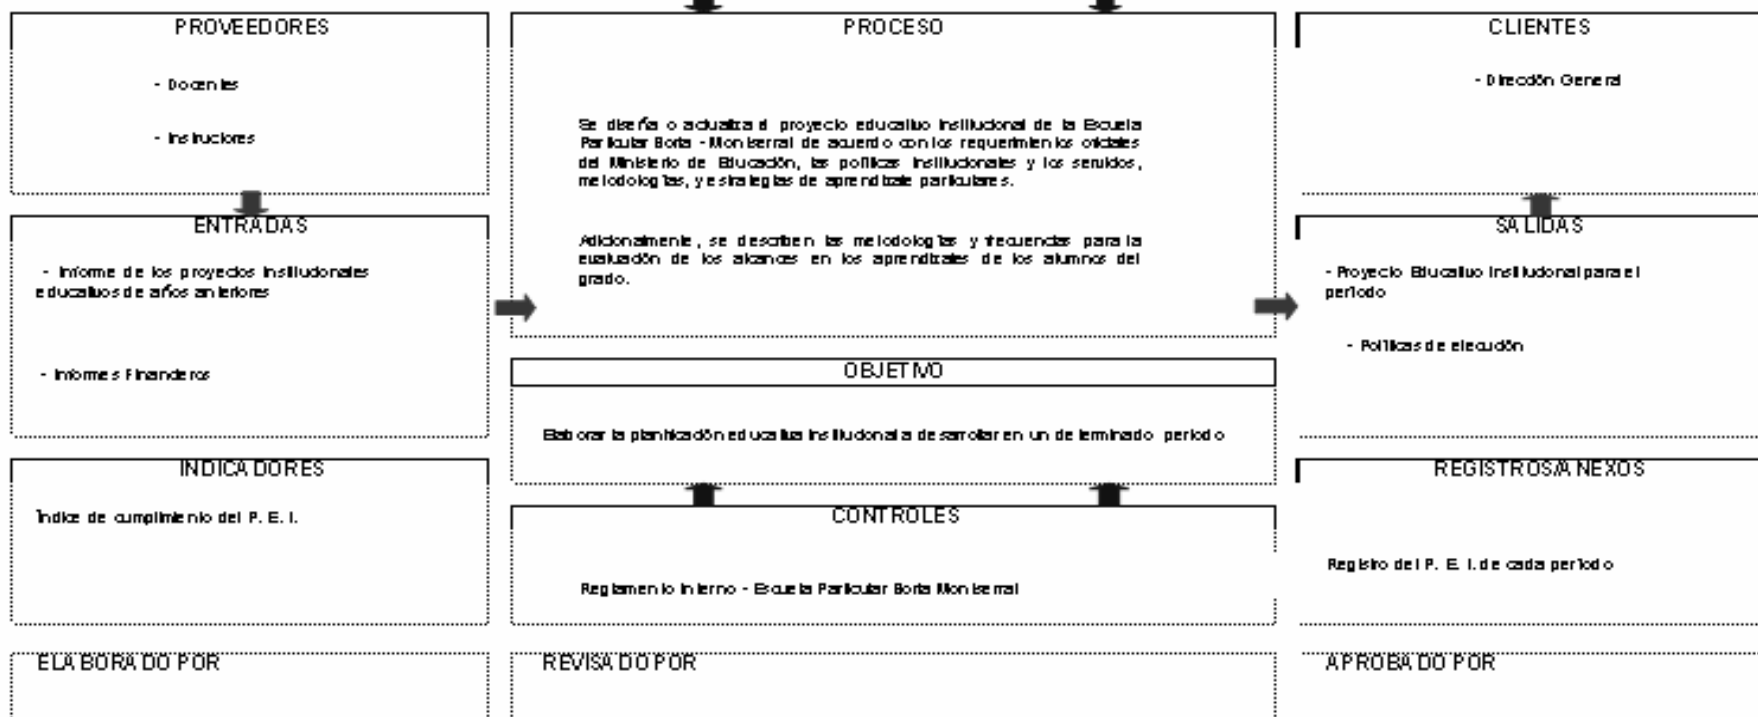 PROVEEDORES
- Docentes
- Instructores
PROCESO
Se diseña o actualiza el proyecto educativo institucional de la Escuela
Particular Borja - Montserrat de acuerdo con los requerimientos oficiales
del Ministerio de Educación, las políticas institucionales y los servicios,
metodologías, y estrategias de aprendizaje particulares.
Adicionalmente, se describen las metodologías y frecuencias para la
evaluación de los alcances en los aprendizajes de los alumnos del
grado.
CLIENTES
- Dirección General
ENTRADAS
- Informe de los proyectos institucionales
educativos de años anteriores
- Informes Financieros
SALIDAS
- Proyecto Educativo Institucional para el
período
- Políticas de ejecución
OBJETIVO
Elaborar la planificación educativa institucional a desarrollar en un determinado período
INDICADORES
Índice de cumplimiento del P. E. I.
CONTROLES
Reglamento Interno - Escuela Particular Borja Montserrat
REGISTROS/ANEXOS
Registro del P. E. I. de cada período
ELABORADO POR
REVISADO POR
APROBADO POR